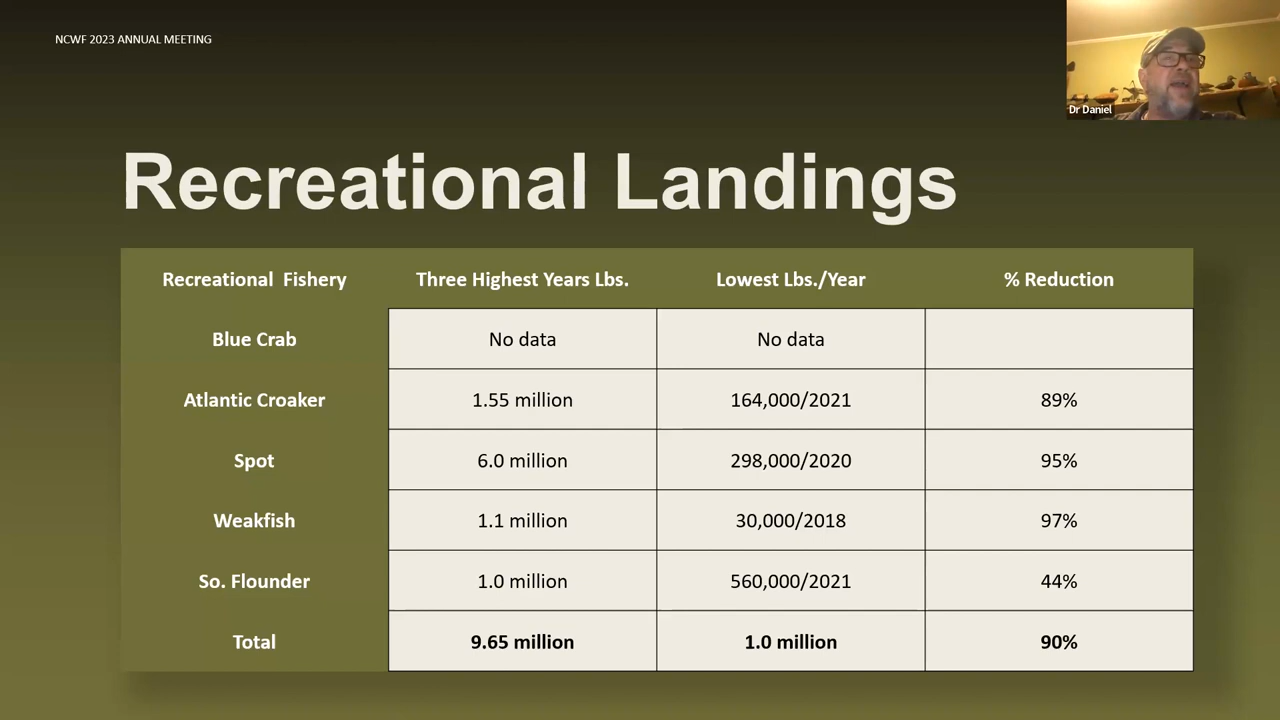 NCWF 2023 ANNUAL MEETING
Dr Daniel
Recreational Landings
Recreational Fishery Three Highest Years Lbs. Lowest Lbs./Year % Reduction
Blue Crab No data No data
Atlantic Croaker 1.55 million 164,000/2021 89%
Spot 6.0 million 298,000/2020 95%
Weakfish 1.1 million 30,000/2018 97%
So. Flounder 1.0 million 560,000/2021 44%
Total 9.65 million 1.0 million 90%